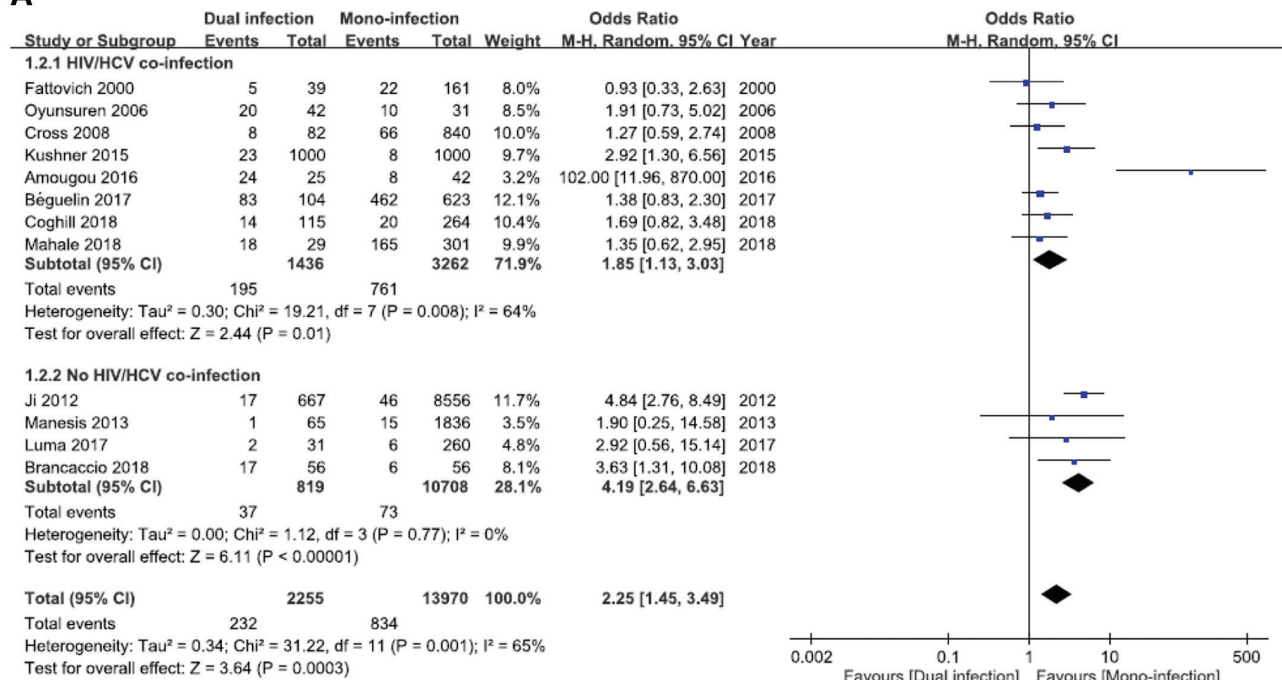 A
Dual infection Mono-infection Odds Ratio Odds Ratio
Study or Subgroup Events Total Events Total Weight M-H, Random, 95% CI Year M-H, Random, 95% CI
1.2.1 HIV/HCV co-infection
Fattovich 2000 5 39 22 161 8.0% 0.93 [0.33, 2.63] 2000
Oyunsuren 2006 20 42 10 31 8.5% 1.91 [0.73, 5.02] 2006
Cross 2008 8 82 66 840 10.0% 1.27 [0.59, 2.74] 2008
Kushner 2015 23 1000 8 1000 9.7% 2.92 [1.30, 6.56] 2015
Amougou 2016 24 25 8 42 3.2% 102.00 [11.96, 870.00] 2016
Béguelin 2017 83 104 462 623 12.1% 1.38 [0.83, 2.30] 2017
Coghill 2018 14 115 20 264 10.4% 1.69 [0.82, 3.48] 2018
Mahale 2018 18 29 165 301 9.9% 1.35 [0.62, 2.95] 2018
Subtotal (95% CI) 1436 3262 71.9% 1.85 [1.13, 3.03]
Total events 195 761
Heterogeneity: Tau² = 0.30; Chi² = 19.21, df = 7 (P = 0.008); I² = 64%
Test for overall effect: Z = 2.44 (P = 0.01)
1.2.2 No HIV/HCV co-infection
Ji 2012 17 667 46 8556 11.7% 4.84 [2.76, 8.49] 2012
Manesis 2013 1 65 15 1836 3.5% 1.90 [0.25, 14.58] 2013
Luma 2017 2 31 6 260 4.8% 2.92 [0.56, 15.14] 2017
Brancaccio 2018 17 56 6 56 8.1% 3.63 [1.31, 10.08] 2018
Subtotal (95% CI) 819 10708 28.1% 4.19 [2.64, 6.63]
Total events 37 73
Heterogeneity: Tau² = 0.00; Chi² = 1.12, df = 3 (P = 0.77); I² = 0%
Test for overall effect: Z = 6.11 (P < 0.00001)
Total (95% CI) 2255 13970 100.0% 2.25 [1.45, 3.49]
Total events 232 834
Heterogeneity: Tau² = 0.34; Chi² = 31.22, df = 11 (P = 0.001); I² = 65%
Test for overall effect: Z = 3.64 (P = 0.0003)
0.002 0.1 1 10 500
Favours [Dual infection] Favours [Mono-infection]